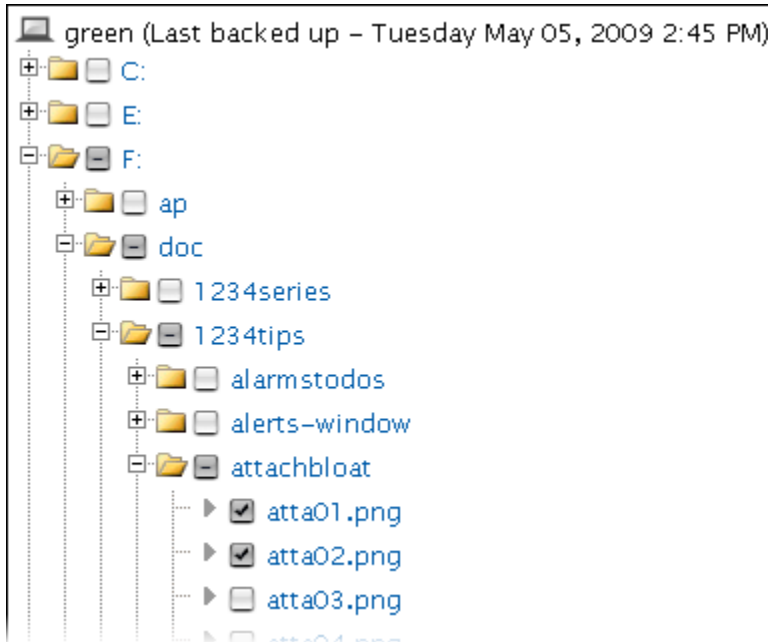 green (Last backed up – Tuesday May 05, 2009 2:45 PM)
C:
E:
F:
ap
doc
1234series
1234tips
alarmstodos
alerts–window
attachbloat
atta01.png
atta02.png
atta03.png